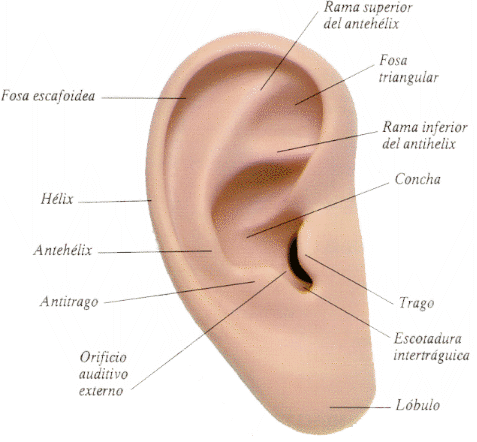 Rama superior
del antehélix
Fosa
triangular
Fosa escafoidea
Rama inferior
del antihelix
Concha
Hélix
Antehélix
Antitrago
Trago
Escotadura
intertráguica
Orificio
auditivo
externo
Lóbulo